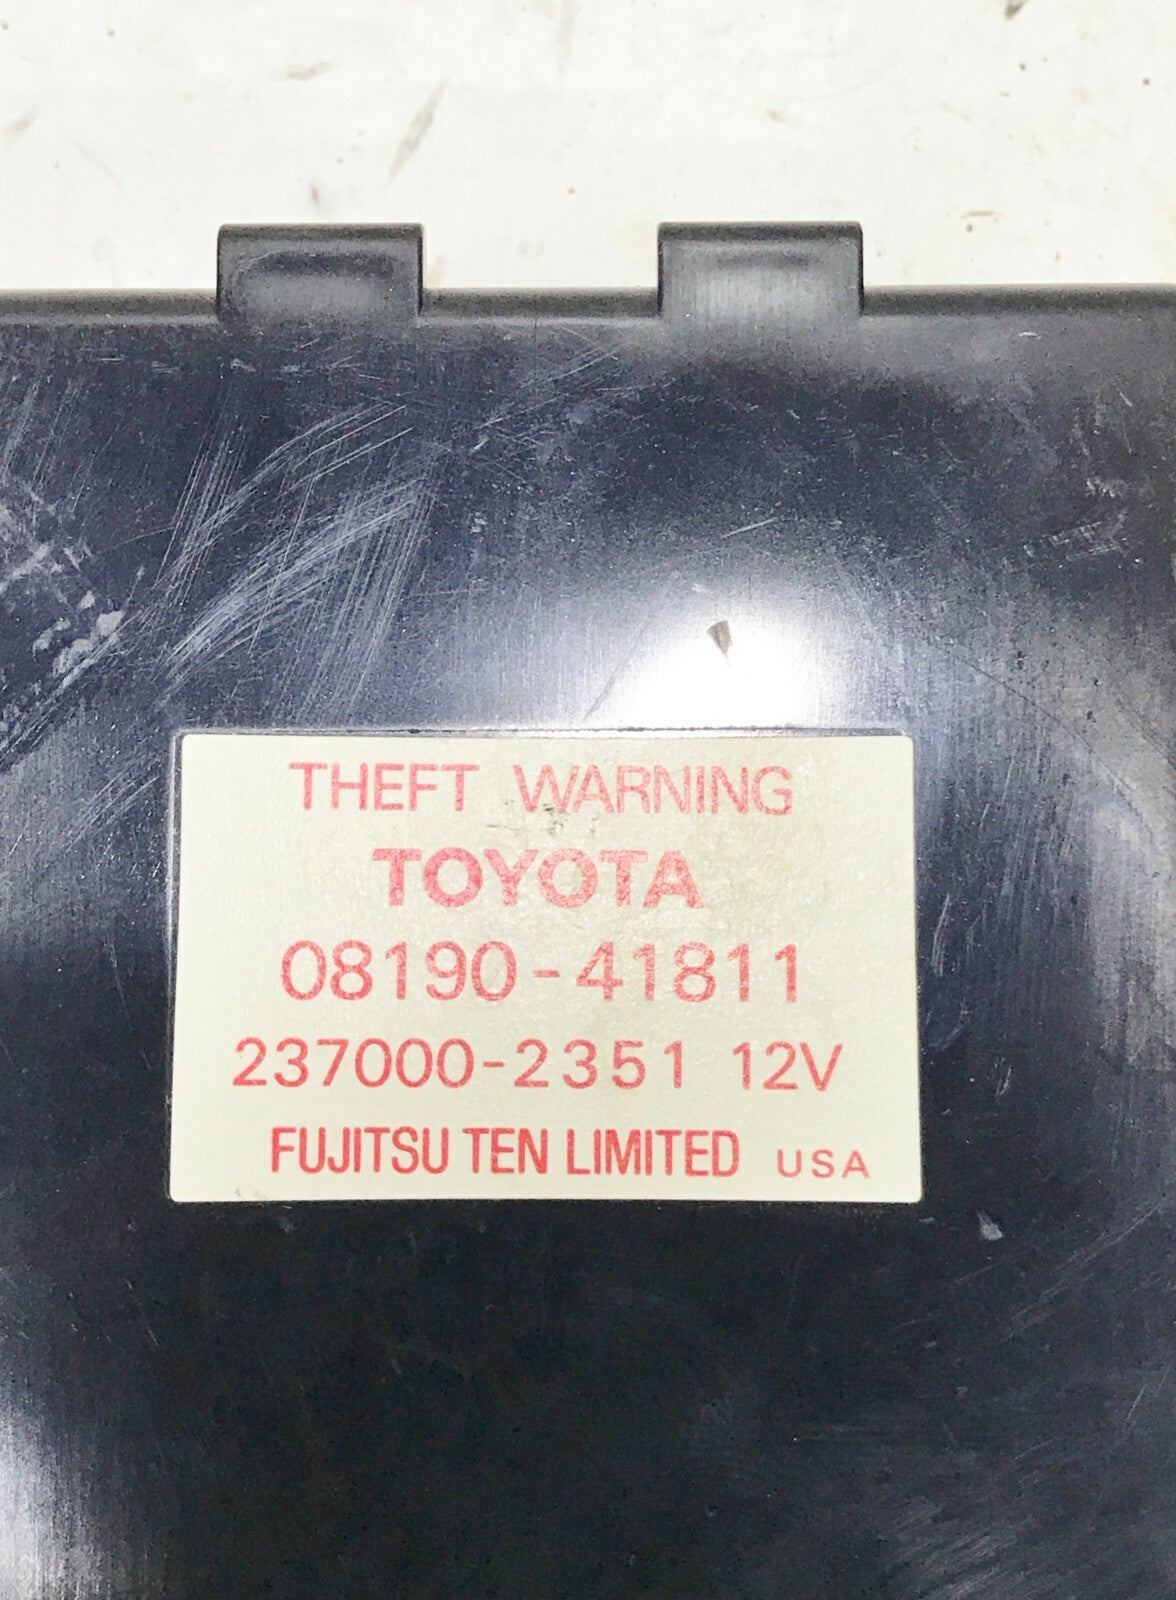 THEFT WARNING
TOYOTA
08190-41811
237000-2351 12V
FUJITSU TEN LIMITED USA